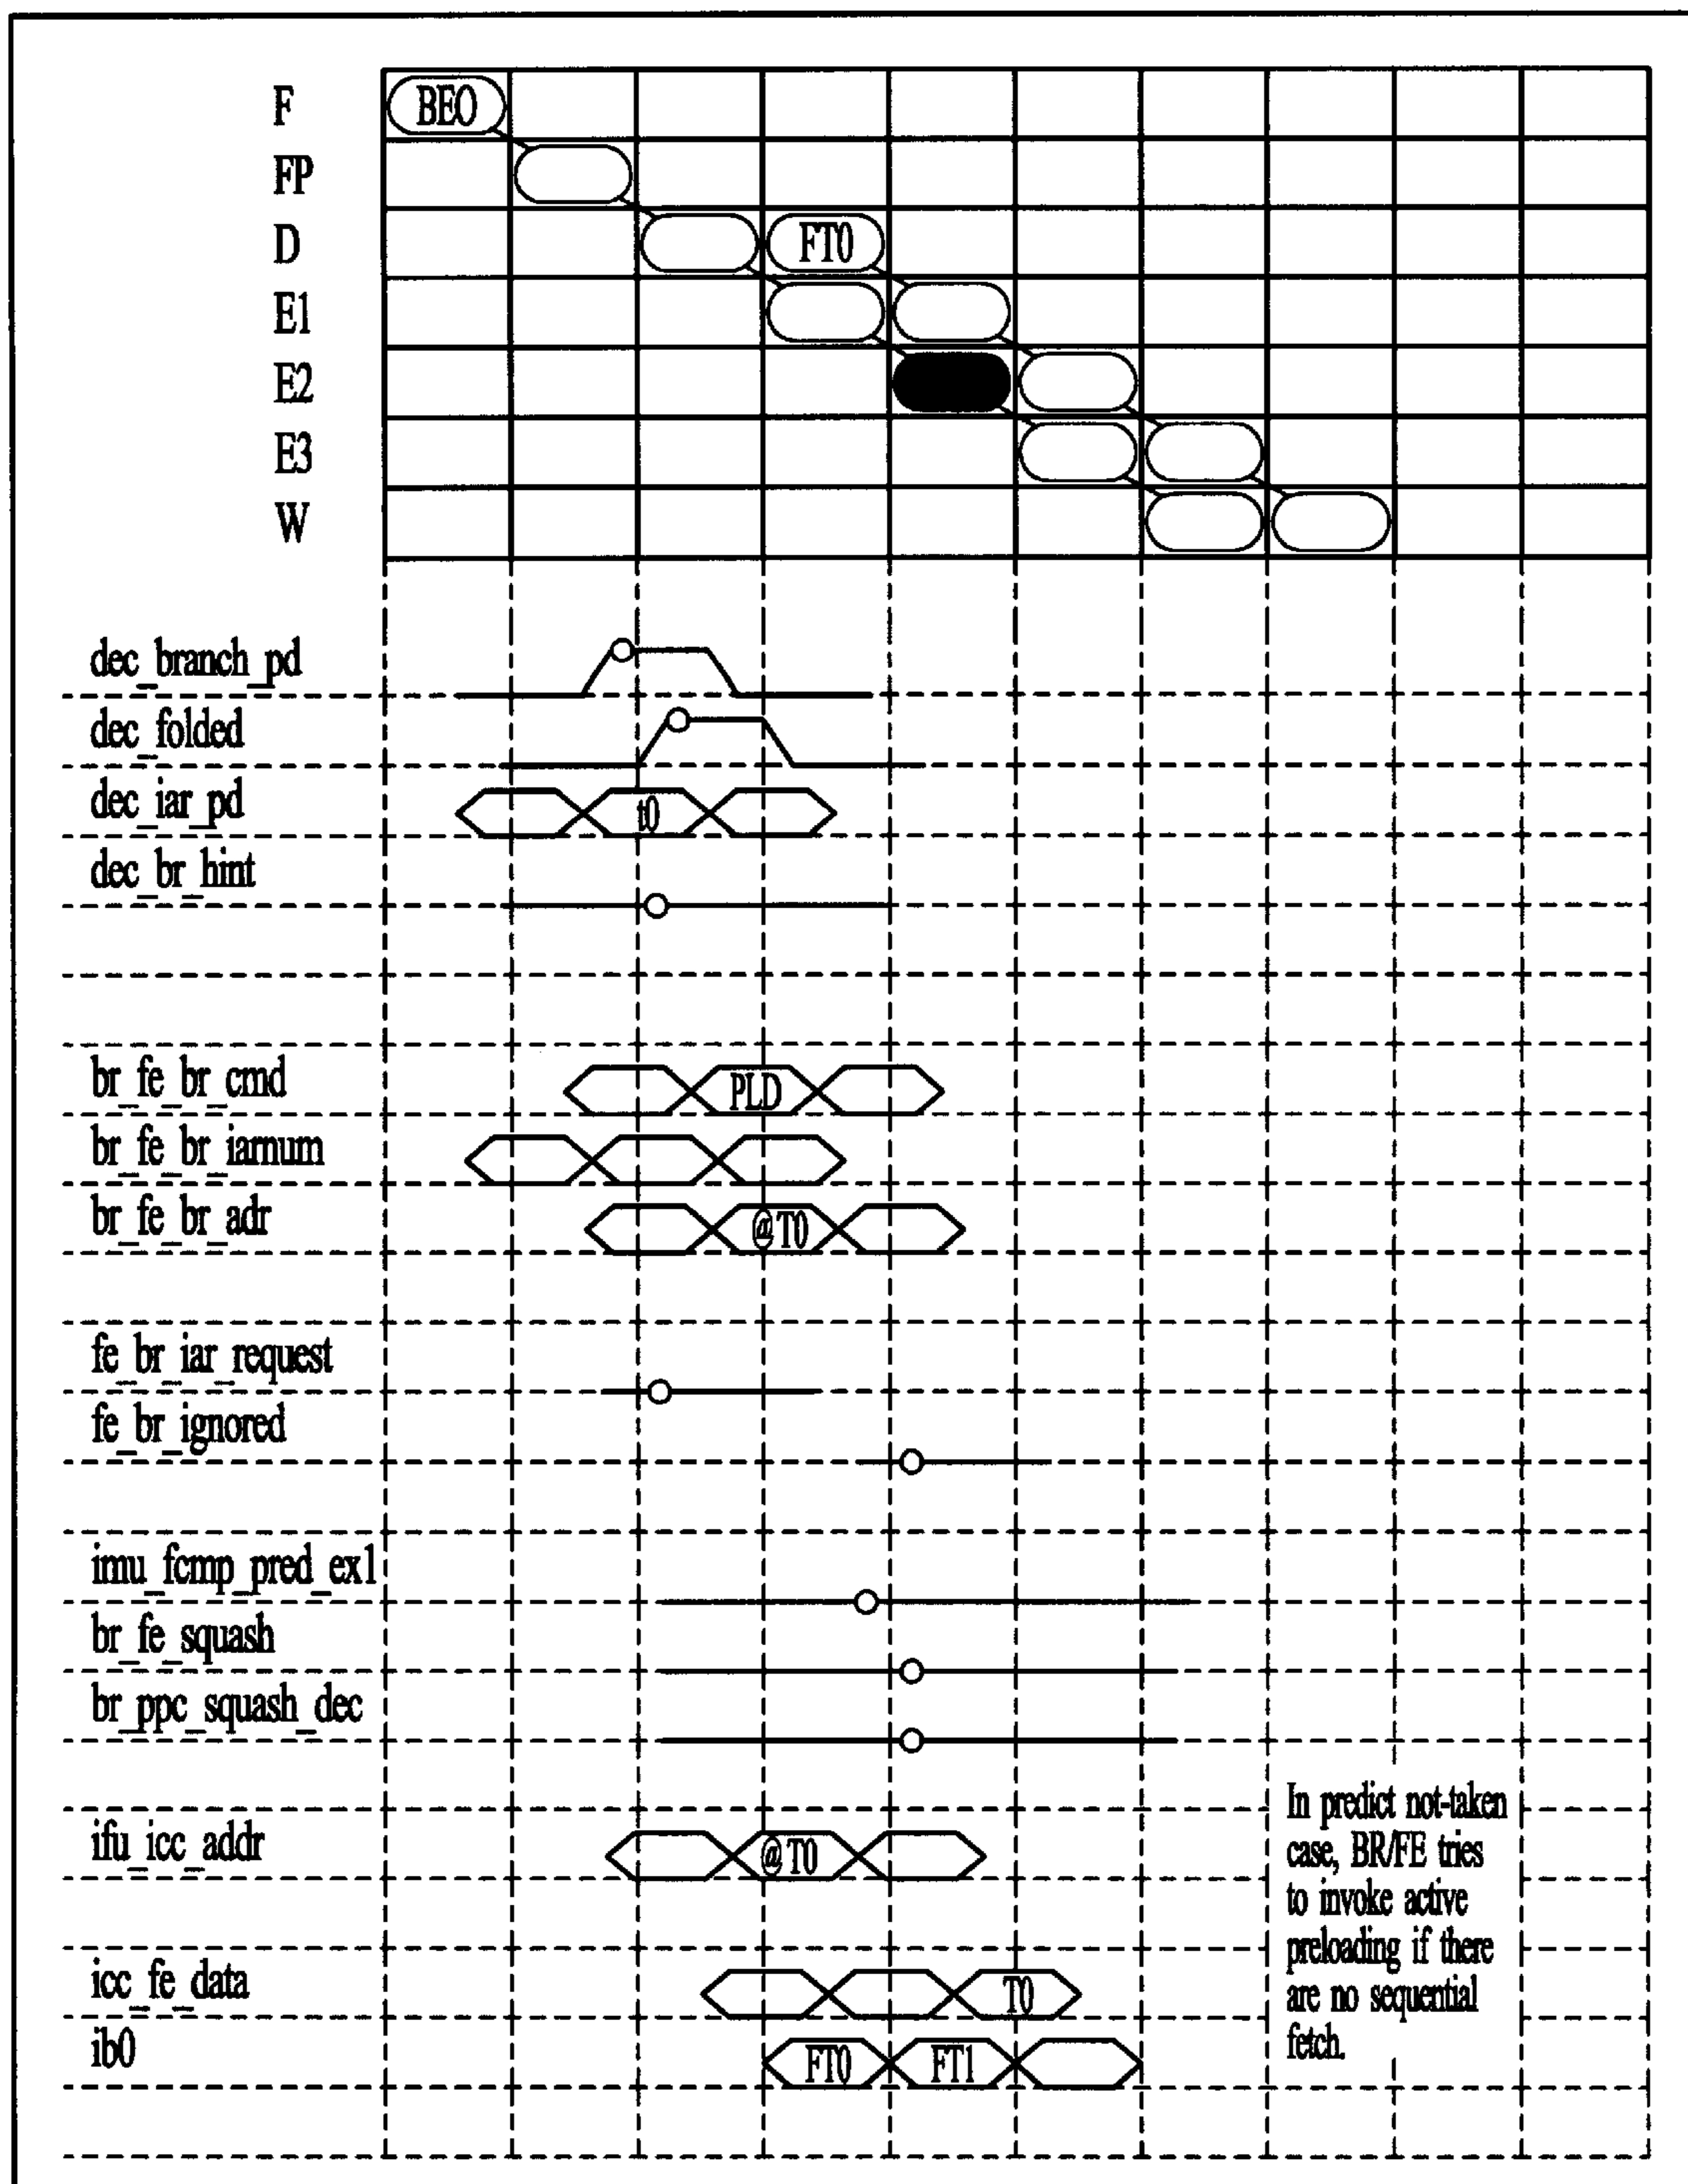 F
BEO
FP
D
FT0
E1
E2
E3
W
dec_branch_pd
dec_folded
dec_iar_pd
t0
dec_br_hint
br_fe_br_cmd
PLD
br_fe_br_iarnum
br_fe_br_adr
@T0
fe_br_iar_request
fe_br_ignored
imu_fcmp_pred_ex1
br_fe_squash
br_ppc_squash_dec
In predict not-taken
case, BR/FE tries
to invoke active
preloading if there
are no sequential
fetch.
ifu_icc_addr
@T0
icc_fe_data
T0
ib0
FT0
FT1